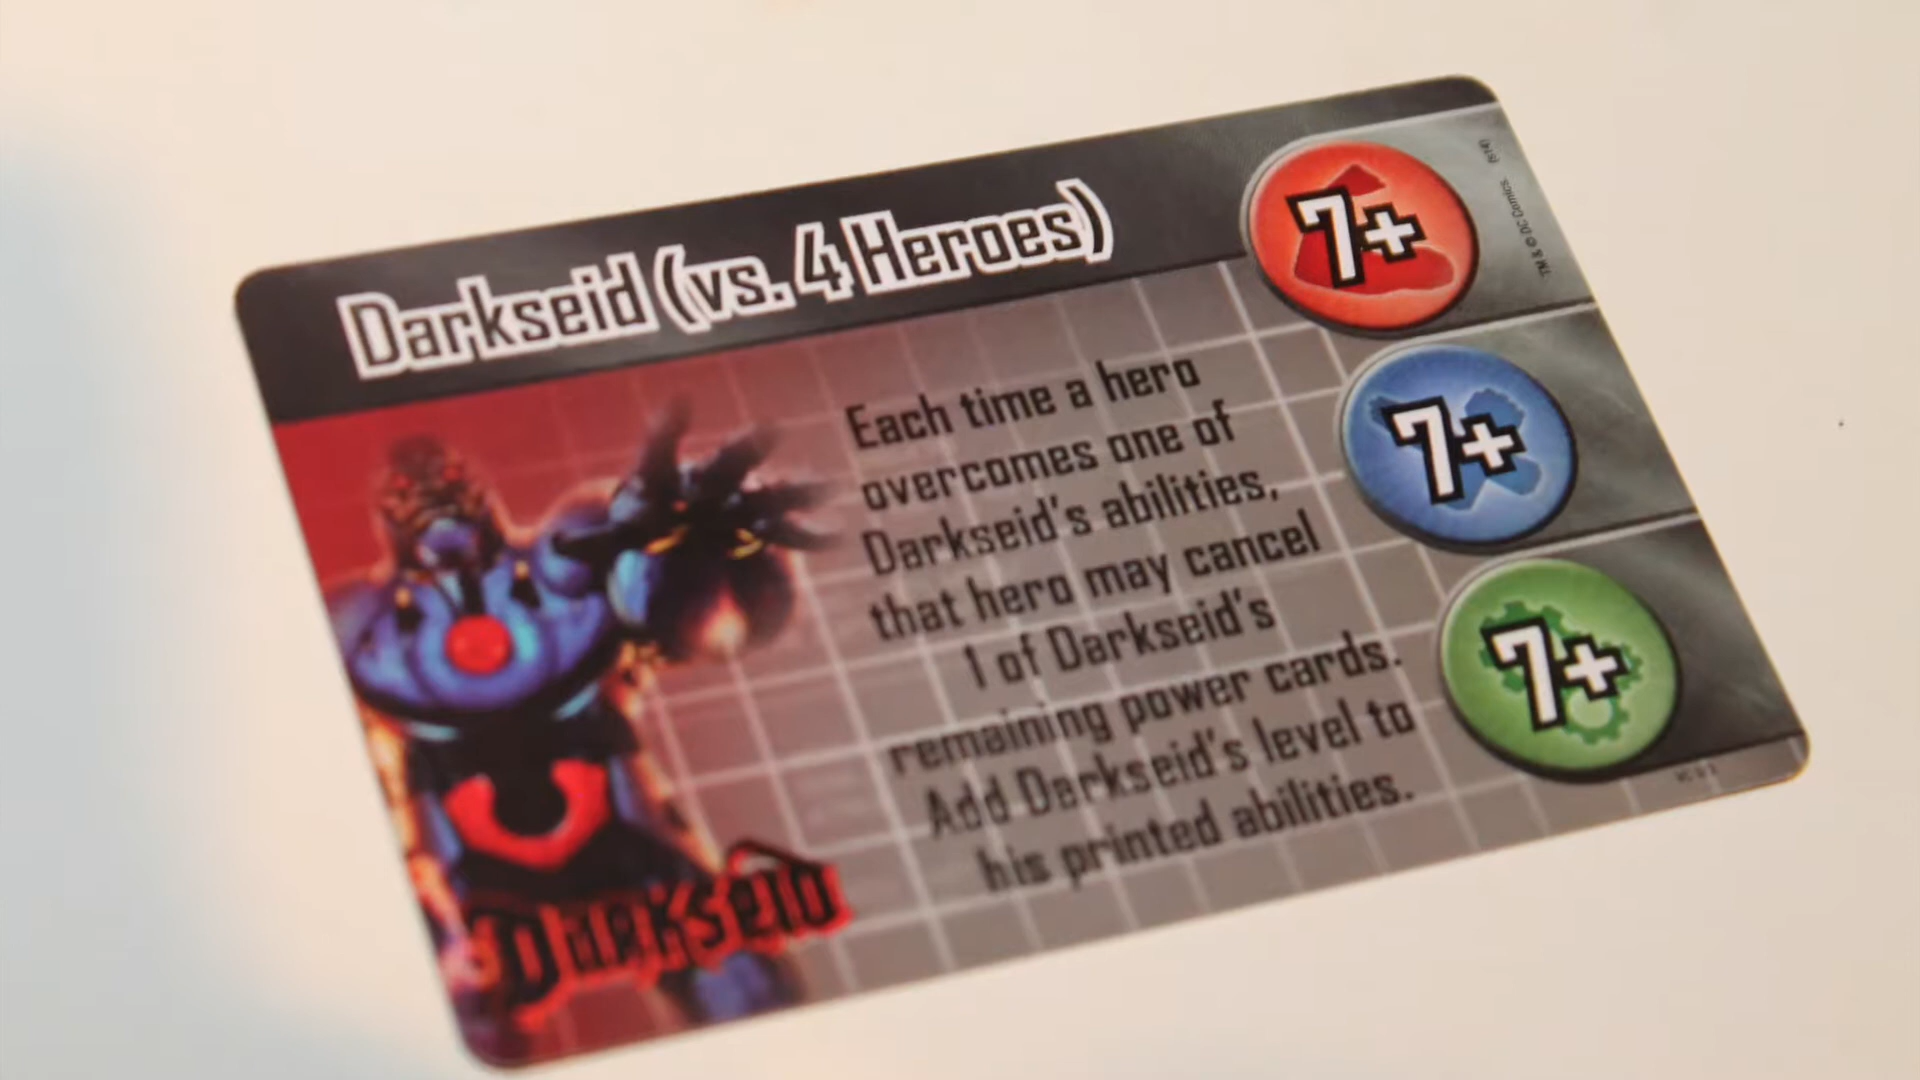 Darkseid (vs. 4 Heroes)
7+
Each time a hero
overcomes one of
Darkseid's abilities,
that hero may cancel
1 of Darkseid's
remaining power cards.
Add Darkseid's level to
his printed abilities.
7+
7+
Darkseid
TM & © DC Comics. (s14)